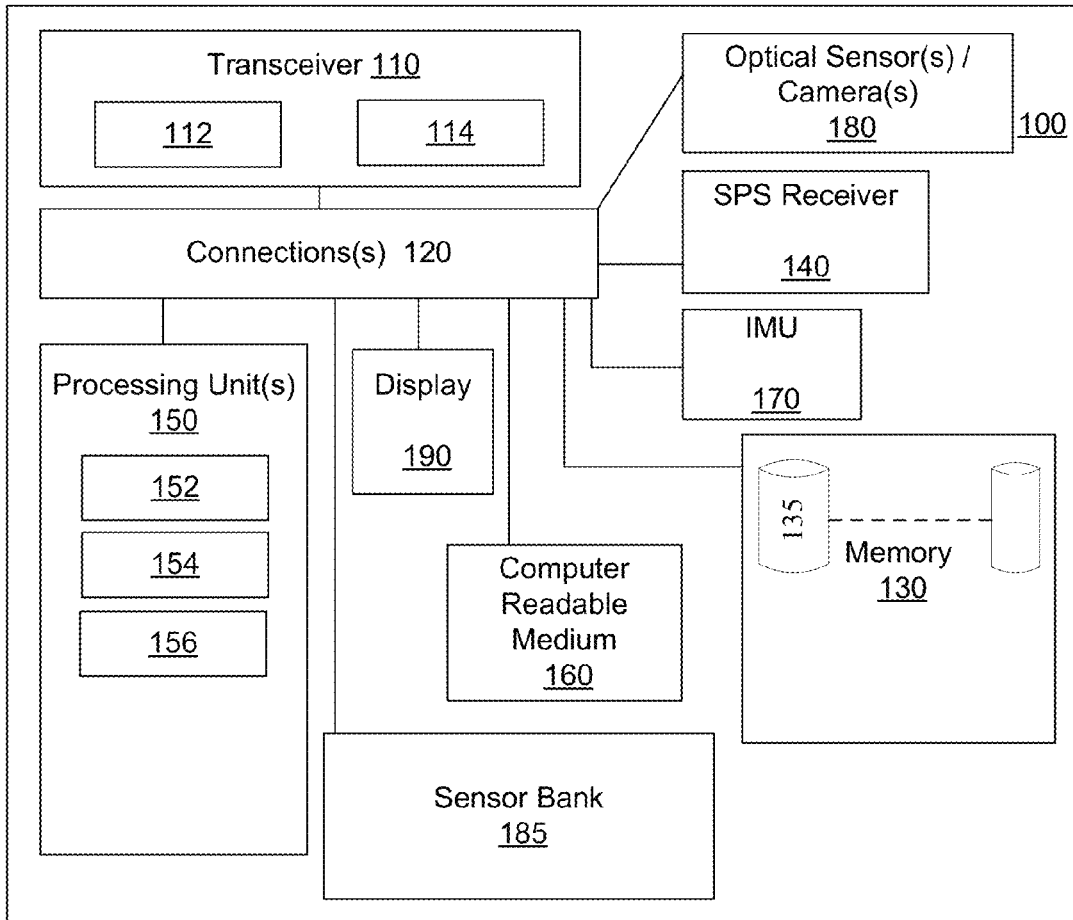 Transceiver 110
112
114
Optical Sensor(s) /
Camera(s)
180
100
Connections(s) 120
SPS Receiver
140
IMU
170
Processing Unit(s)
150
152
154
156
Display
190
135
Memory
130
Computer
Readable
Medium
160
Sensor Bank
185